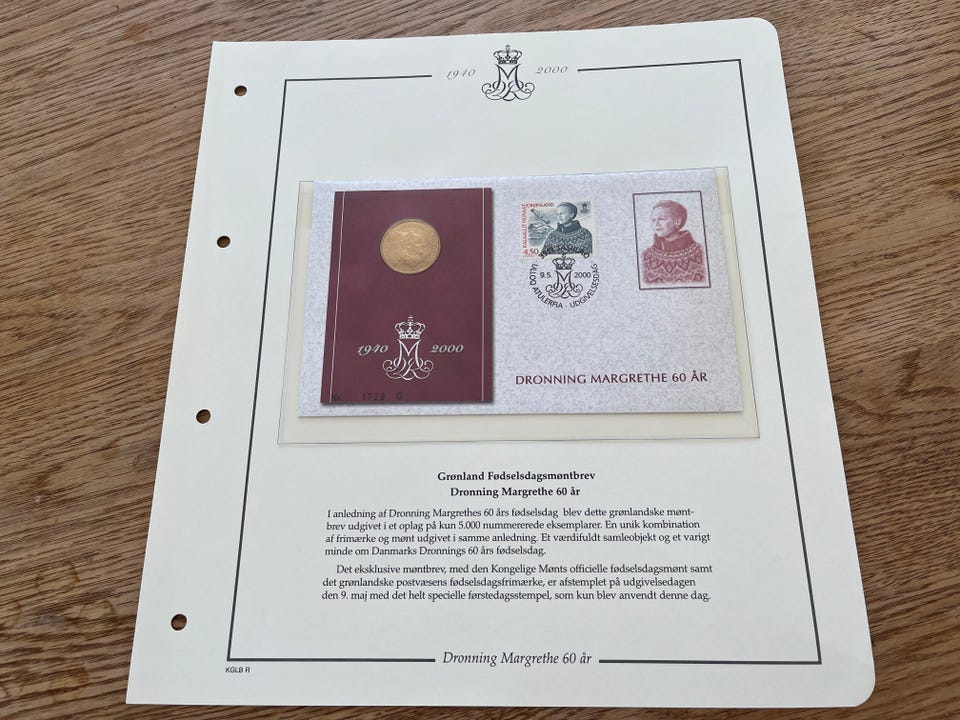 1940 2000
KALAALLIT NUNAAT
GRØNLAND
4,50
9.5. 2000
ULLOQ ATULERFIA - UDGIVELSESDAG
1940 2000
Nr. 1728 G
DRONNING MARGRETHE 60 ÅR
Grønland Fødselsdagsmøntbrev
Dronning Margrethe 60 år
I anledning af Dronning Margrethes 60 års fødselsdag blev dette grønlandske mønt-
brev udgivet i et oplag på kun 5.000 nummererede eksemplarer. En unik kombination
af frimærke og mønt udgivet i samme anledning. Et værdifuldt samleobjekt og et varigt
minde om Danmarks Dronnings 60 års fødselsdag.
Det eksklusive møntbrev, med den Kongelige Mønts officielle fødselsdagsmønt samt
det grønlandske postvæsens fødselsdagsfrimærke, er afstemplet på udgivelsedagen
den 9. maj med det helt specielle førstedagsstempel, som kun blev anvendt denne dag.
Dronning Margrethe 60 år
KGLB R